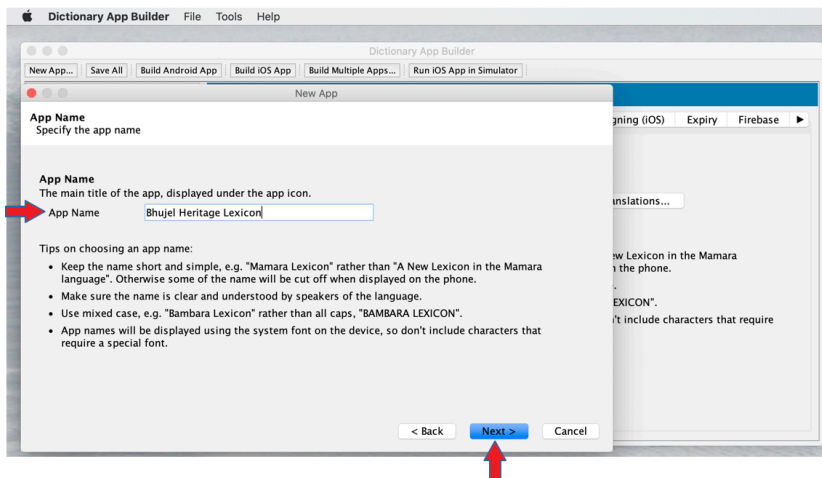 Dictionary App Builder File Tools Help
Dictionary App Builder
New App... Save All Build Android App Build iOS App Build Multiple Apps... Run iOS App in Simulator
New App
App Name
Specify the app name
gning (iOS) Expiry Firebase
App Name
The main title of the app, displayed under the app icon.
App Name Bhujel Heritage Lexicon
anslations...
Tips on choosing an app name:
• Keep the name short and simple, e.g. "Mamara Lexicon" rather than "A New Lexicon in the Mamara
language". Otherwise some of the name will be cut off when displayed on the phone.
• Make sure the name is clear and understood by speakers of the language.
• Use mixed case, e.g. "Bambara Lexicon" rather than all caps, "BAMBARA LEXICON".
• App names will be displayed using the system font on the device, so don't include characters that
require a special font.
ew Lexicon in the Mamara
n the phone.
.
EXICON".
't include characters that require
< Back Next > Cancel